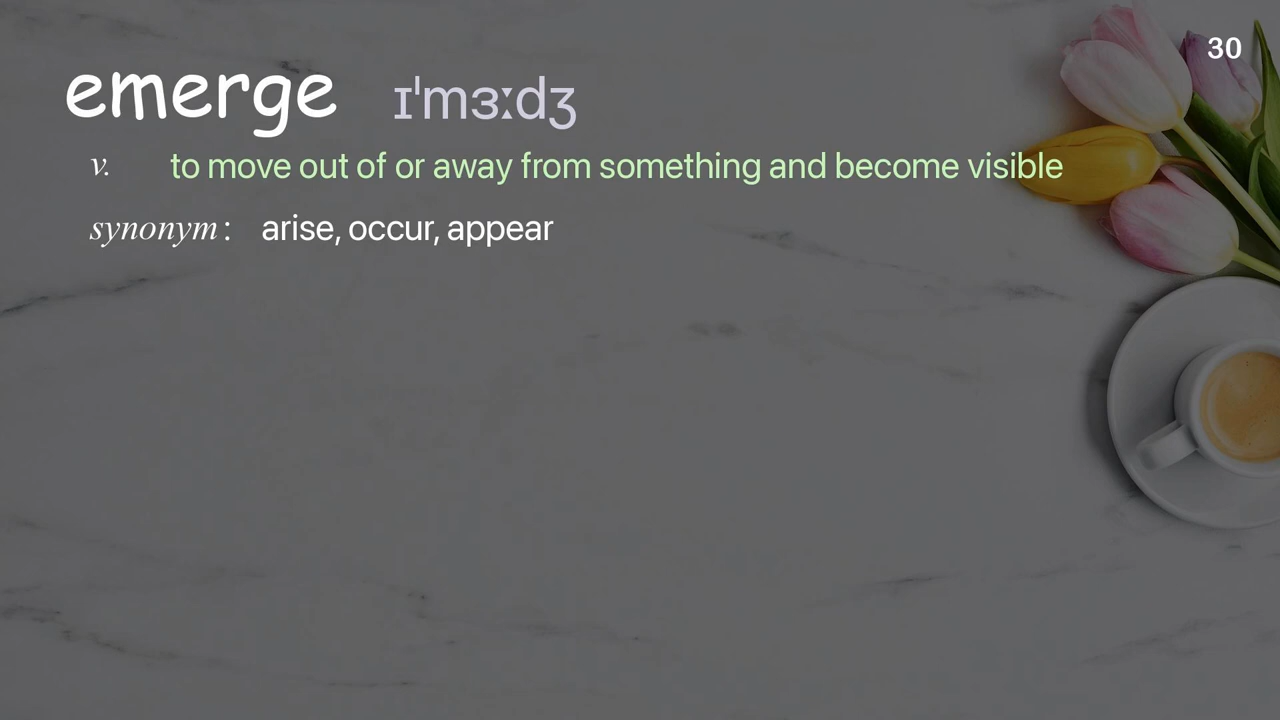 30
emerge ɪˈmɜːdʒ
v. to move out of or away from something and become visible
synonym: arise, occur, appear